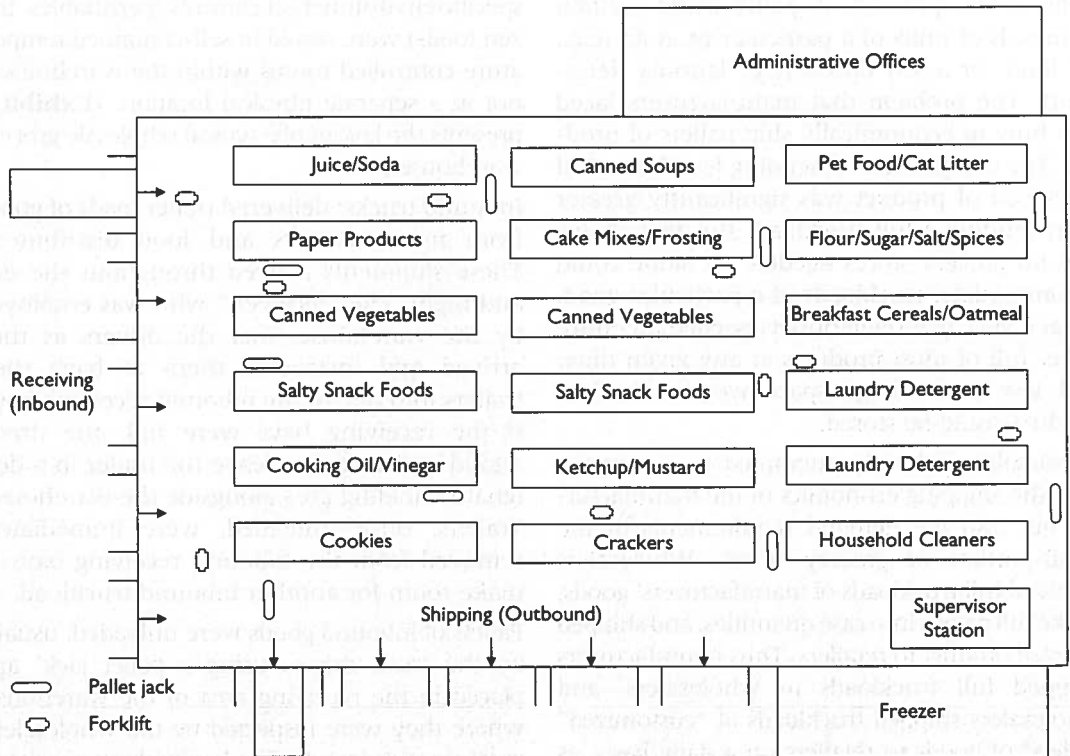 Administrative Offices
Juice/Soda
Canned Soups
Pet Food/Cat Litter
Paper Products
Cake Mixes/Frosting
Flour/Sugar/Salt/Spices
Canned Vegetables
Canned Vegetables
Breakfast Cereals/Oatmeal
Receiving
(Inbound)
Salty Snack Foods
Salty Snack Foods
Laundry Detergent
Cooking Oil/Vinegar
Ketchup/Mustard
Laundry Detergent
Cookies
Pickles
Household Cleaners
Shipping (Outbound)
Supervisor
Station
Pallet jack
Forklift
Freezer